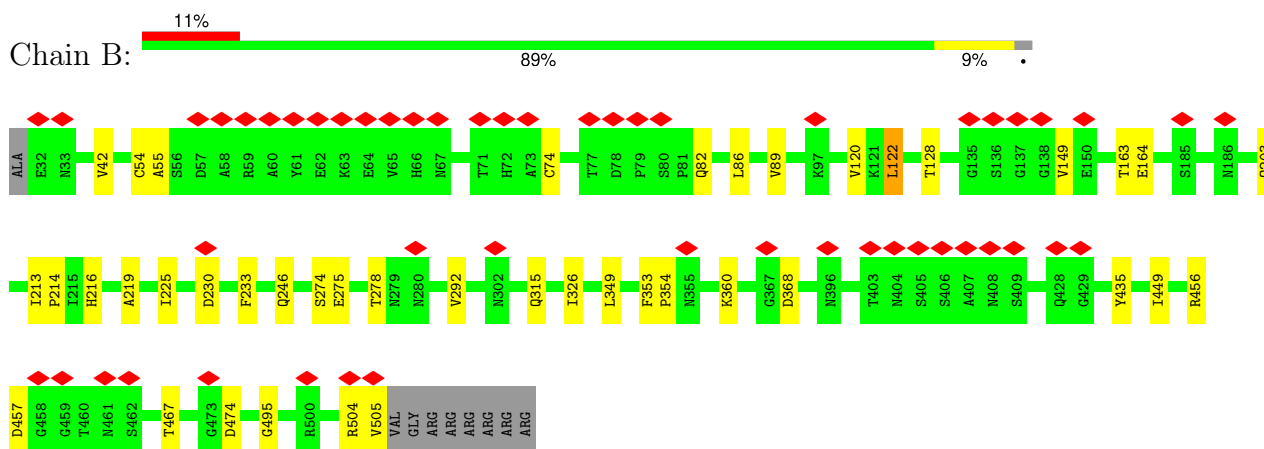 11%
Chain B:
89% 9% •
ALA E32 N33 V42 C54 A55 S56 D57 A58 R59 A60 Y61 E62 K63 E64 V65 H66 N67 T71 H72 A73 C74 T77 D78 P79 S80 P81 Q82 L86 V89 K97 V120 K121 L122 T128 G135 S136 G137 G138 V149 E150 T163 E164 S185 N186
I213 P214 I215 H216 A219 I225 D230 F233 Q246 S274 E275 T278 N279 N280 V292 N302 Q315 I326 L349 F353 P354 N355 K360 G367 D368 N396 T403 N404 S405 S406 A407 N408 S409 Q428 G429 Y435 I449 R456
D457 G458 G459 T460 N461 S462 T467 G473 D474 G495 R500 R504 V505 VAL GLY ARG ARG ARG ARG ARG ARG